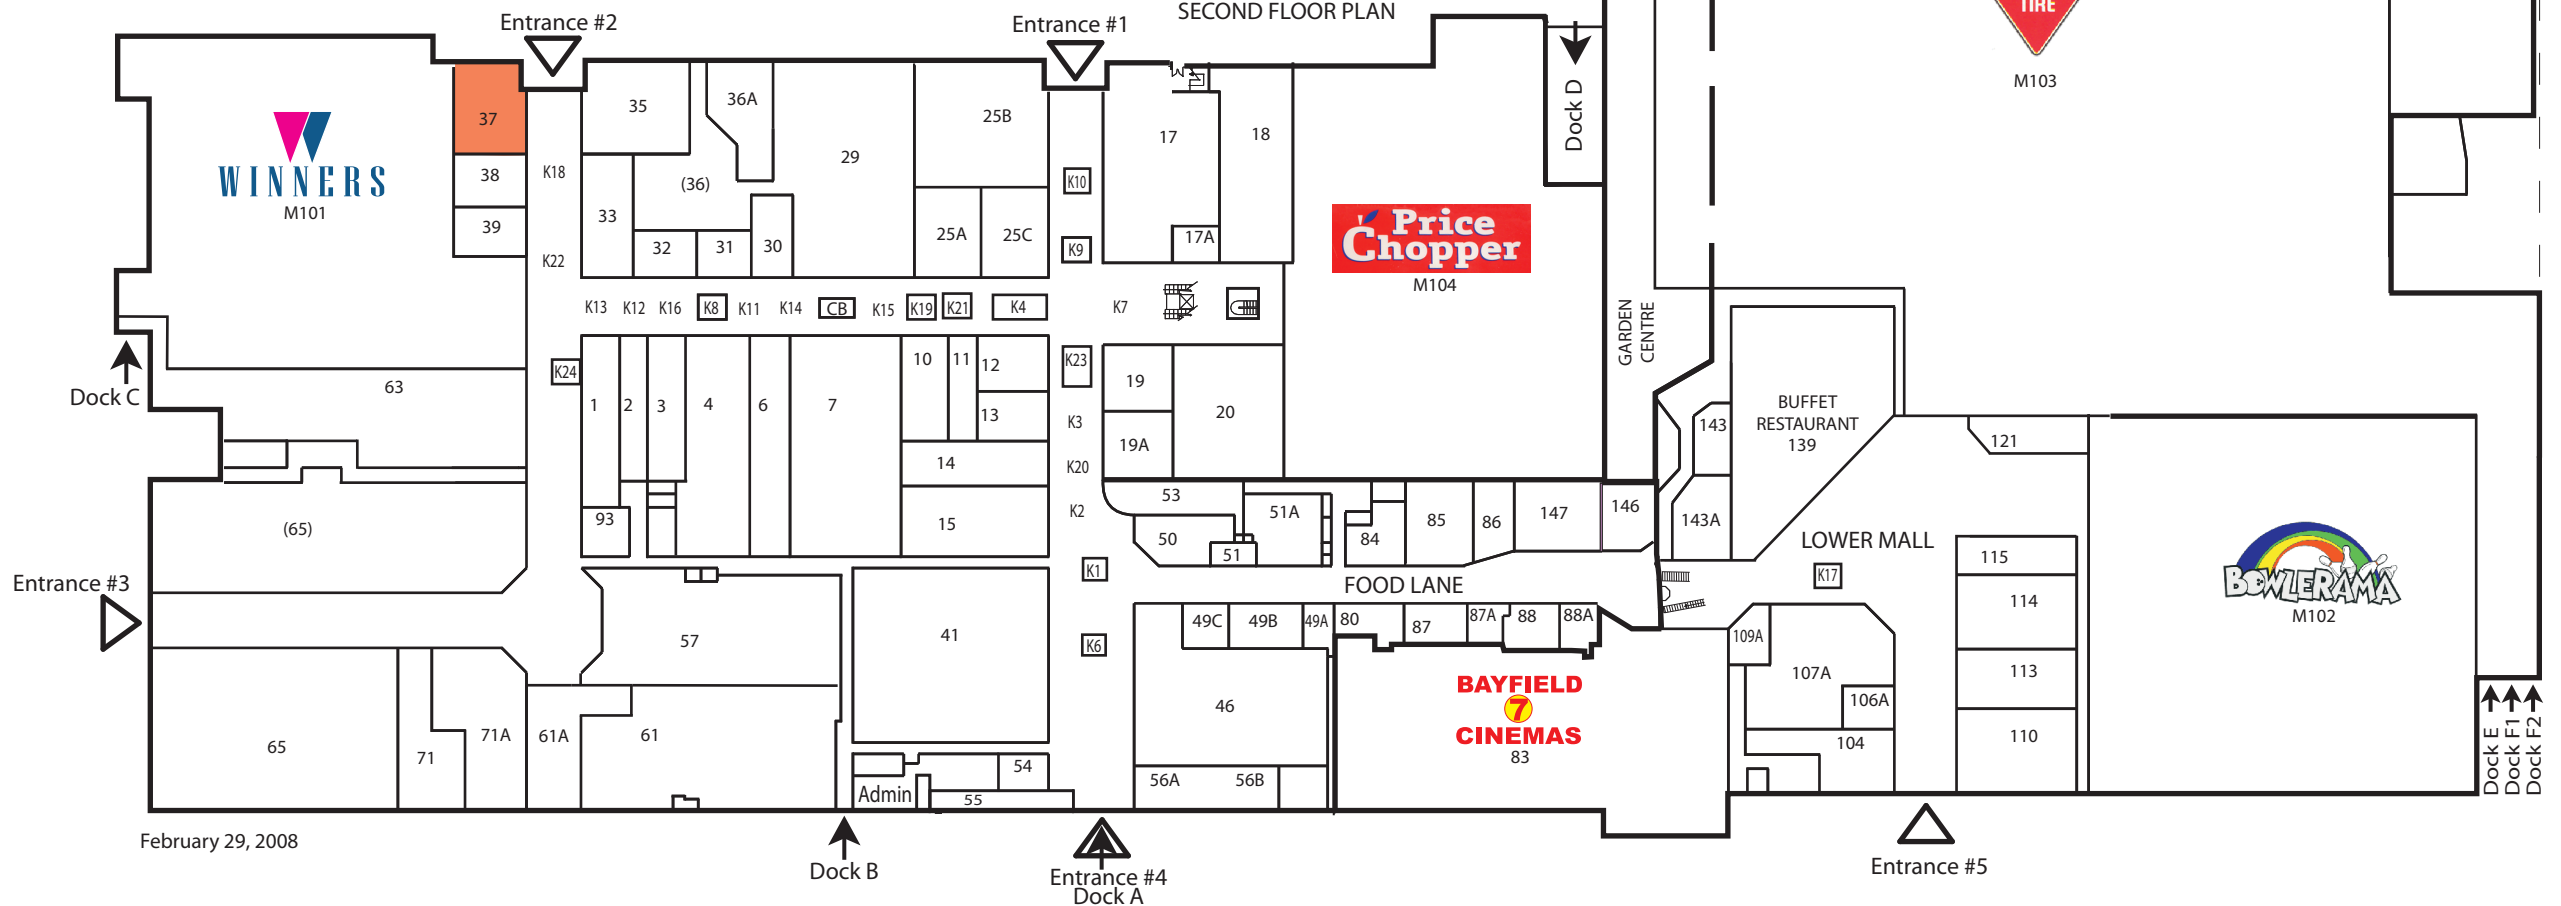 SECOND FLOOR PLAN
Entrance #2
Entrance #1
TIRE
M103
Dock D
37
35
36A
25B
17
18
WINNERS
M101
38
K18
(36)
29
K10
39
33
32
31
30
25A
25C
K9
17A
K22
Price
Chopper
M104
K13
K12
K16
K8
K11
K14
CB
K15
K19
K21
K4
K7
GARDEN
CENTRE
Dock C
63
K24
1
2
3
4
6
7
10
11
12
13
K23
19
20
K3
19A
K20
14
15
K2
93
BUFFET
RESTAURANT
139
143
143A
121
53
51A
50
51
84
85
86
147
146
(65)
LOWER MALL
K17
115
114
113
110
BOWLERAMA
M102
K1
FOOD LANE
Entrance #3
57
41
K6
49C
49B
49A
80
87
87A
88
88A
109A
107A
106A
104
46
BAYFIELD
7
CINEMAS
83
65
71
71A
61A
61
54
Admin
55
56A
56B
Dock E
Dock F1
Dock F2
February 29, 2008
Dock B
Entrance #4
Dock A
Entrance #5